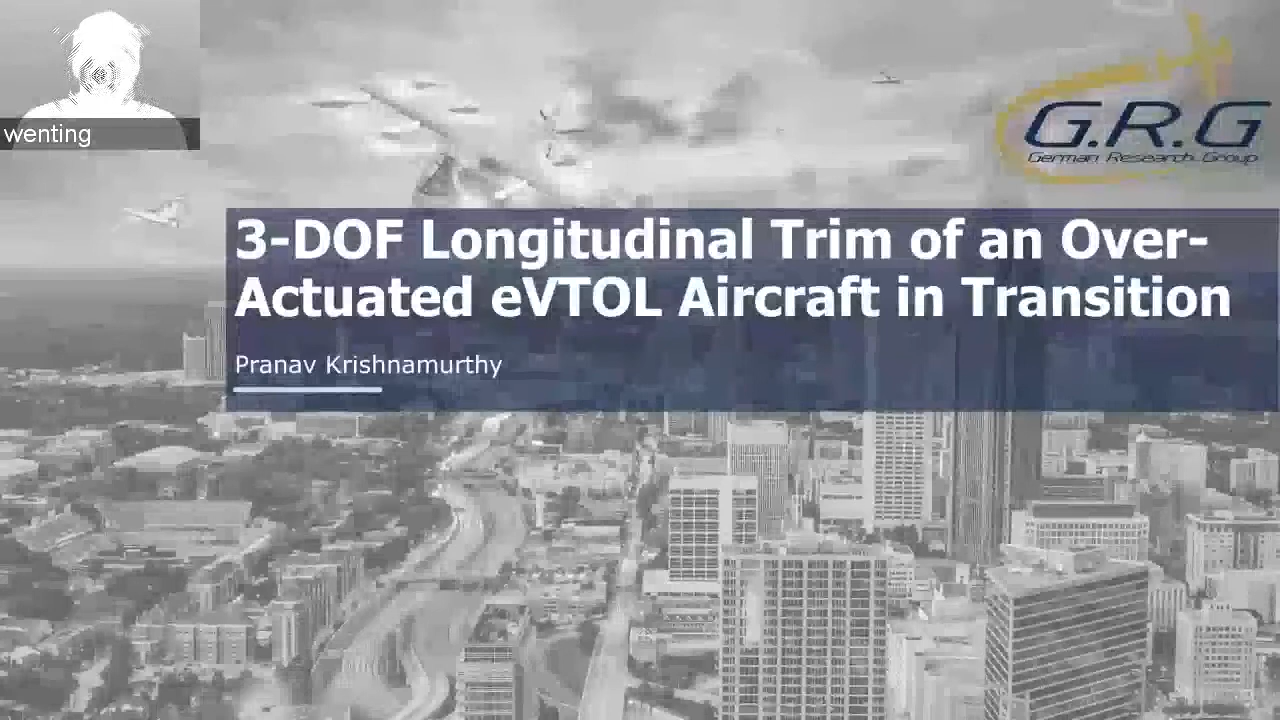 wenting
G.R.G
German Research Group
3-DOF Longitudinal Trim of an Over-
Actuated eVTOL Aircraft in Transition
Pranav Krishnamurthy